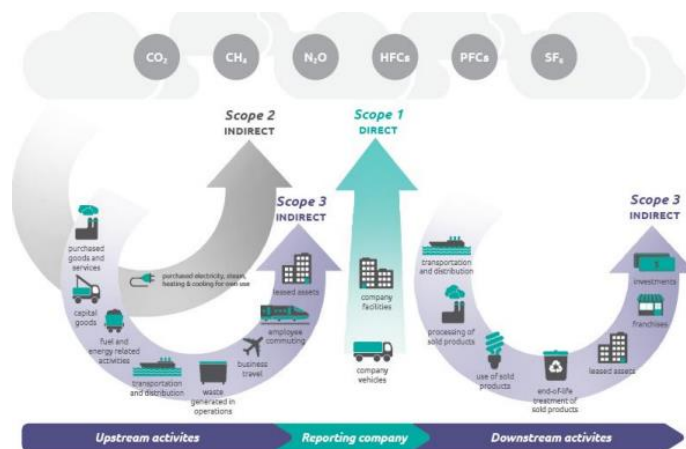 CO₂ CH₄ N₂O HFCs PFCs SF₆
Scope 2
INDIRECT
Scope 1
DIRECT
Scope 3
INDIRECT
Scope 3
INDIRECT
purchased
goods and
services
capital
goods
fuel and
energy related
activities
transportation
and distribution
waste
generated in
operations
business
travel
employee
commuting
leased assets
purchased electricity, steam,
heating & cooling for own use
company
facilities
company
vehicles
transportation
and distribution
processing of
sold products
use of sold
products
end-of-life
treatment of
sold products
leased assets
franchises
investments
Upstream activites
Reporting company
Downstream activites